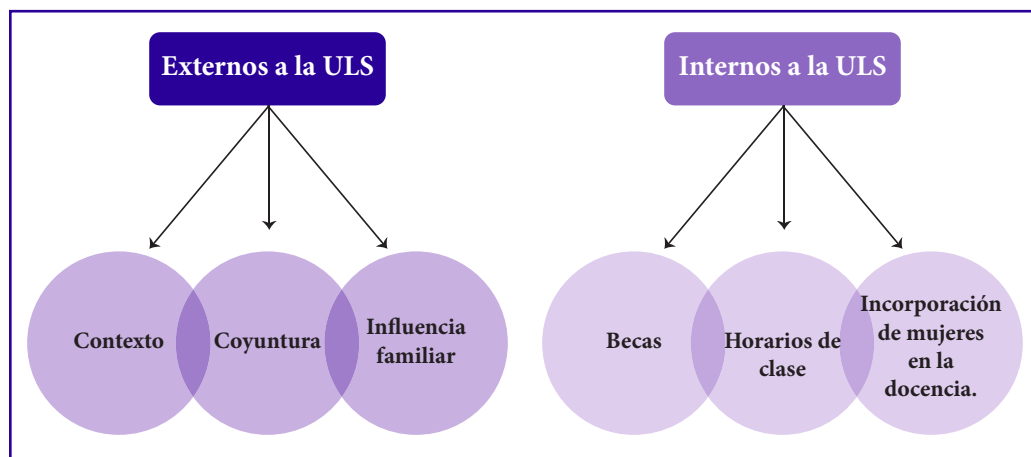 Externos a la ULS
Internos a la ULS
Contexto
Coyuntura
Influencia
familiar
Becas
Horarios de
clase
Incorporación
de mujeres
en la
docencia.